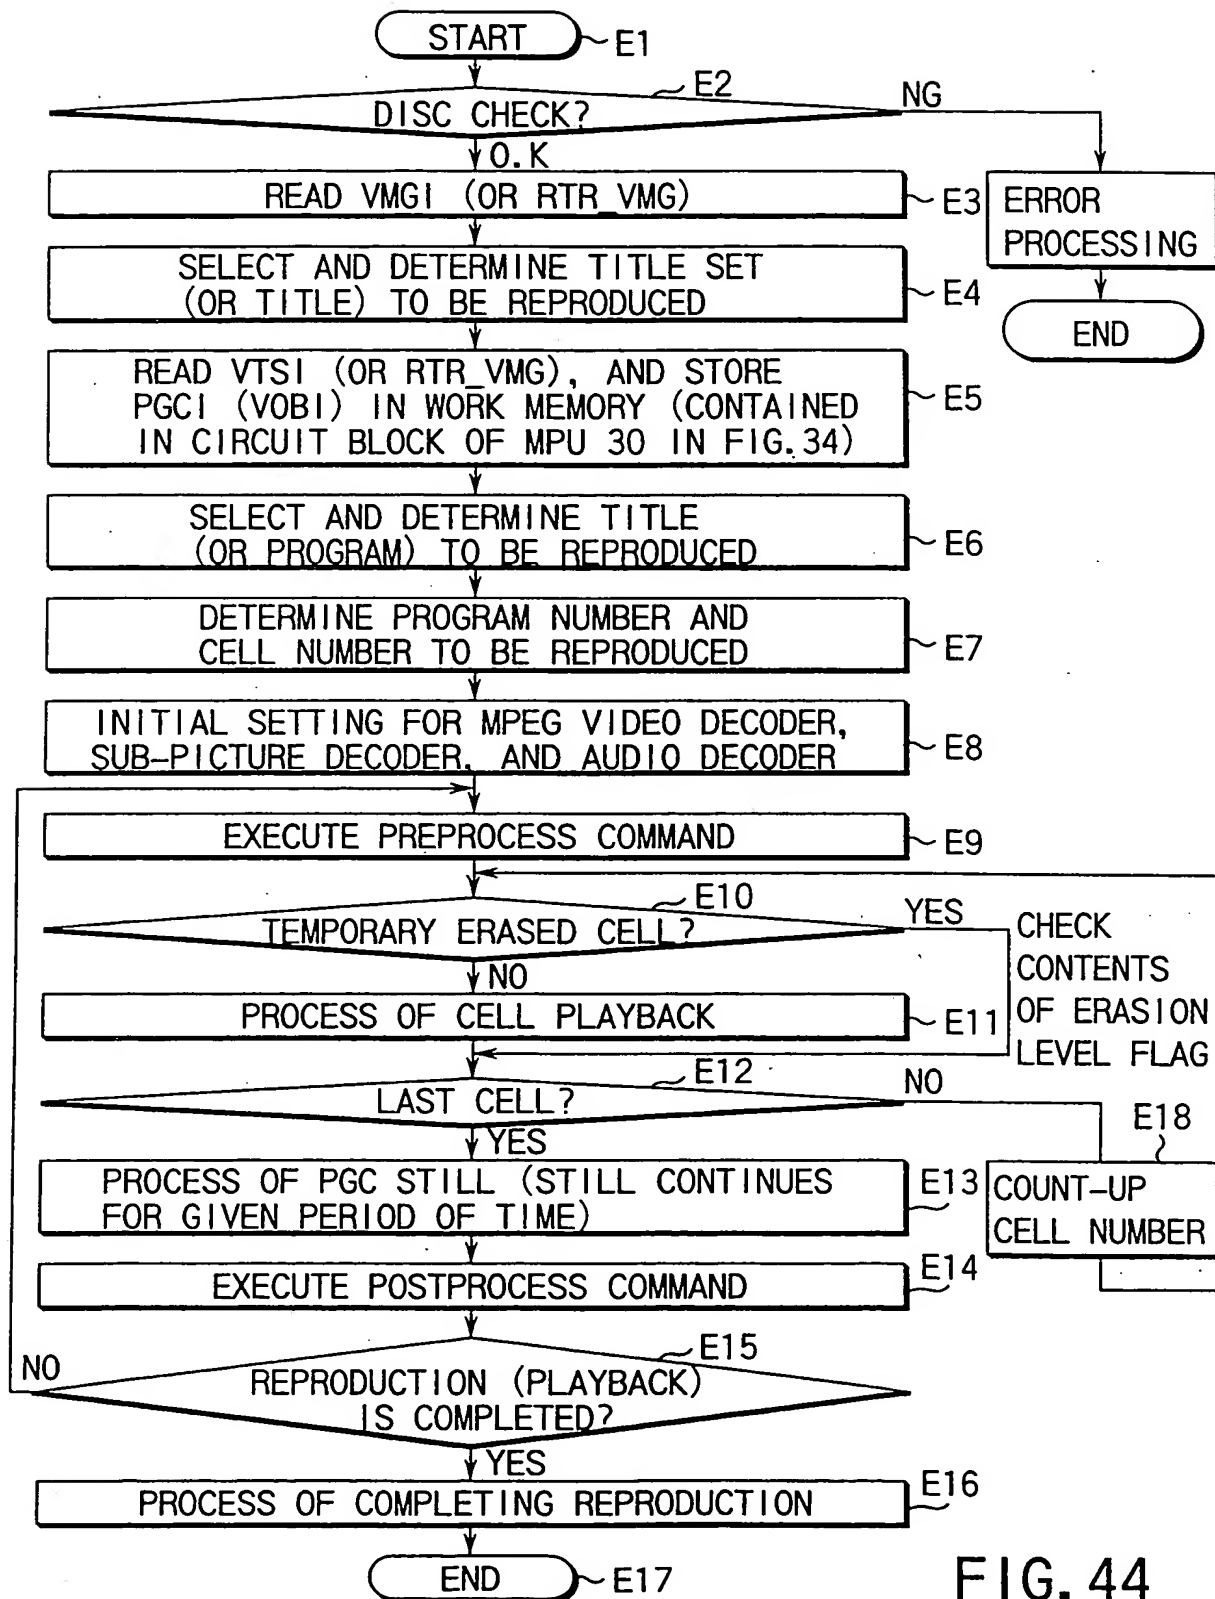 START
E1
E2
DISC CHECK?
NG
O.K
READ VMGI (OR RTR_VMG)
E3
ERROR
PROCESSING
END
SELECT AND DETERMINE TITLE SET
(OR TITLE) TO BE REPRODUCED
E4
READ VTSI (OR RTR_VMG), AND STORE
PGCI (VOBI) IN WORK MEMORY (CONTAINED
IN CIRCUIT BLOCK OF MPU 30 IN FIG.34)
E5
SELECT AND DETERMINE TITLE
(OR PROGRAM) TO BE REPRODUCED
E6
DETERMINE PROGRAM NUMBER AND
CELL NUMBER TO BE REPRODUCED
E7
INITIAL SETTING FOR MPEG VIDEO DECODER,
SUB-PICTURE DECODER, AND AUDIO DECODER
E8
EXECUTE PREPROCESS COMMAND
E9
E10
TEMPORARY ERASED CELL?
YES
CHECK
CONTENTS
OF ERASION
LEVEL FLAG
NO
PROCESS OF CELL PLAYBACK
E11
E12
LAST CELL?
NO
YES
E18
COUNT-UP
CELL NUMBER
PROCESS OF PGC STILL (STILL CONTINUES
FOR GIVEN PERIOD OF TIME)
E13
EXECUTE POSTPROCESS COMMAND
E14
E15
NO
REPRODUCTION (PLAYBACK)
IS COMPLETED?
YES
PROCESS OF COMPLETING REPRODUCTION
E16
END
E17
FIG. 44